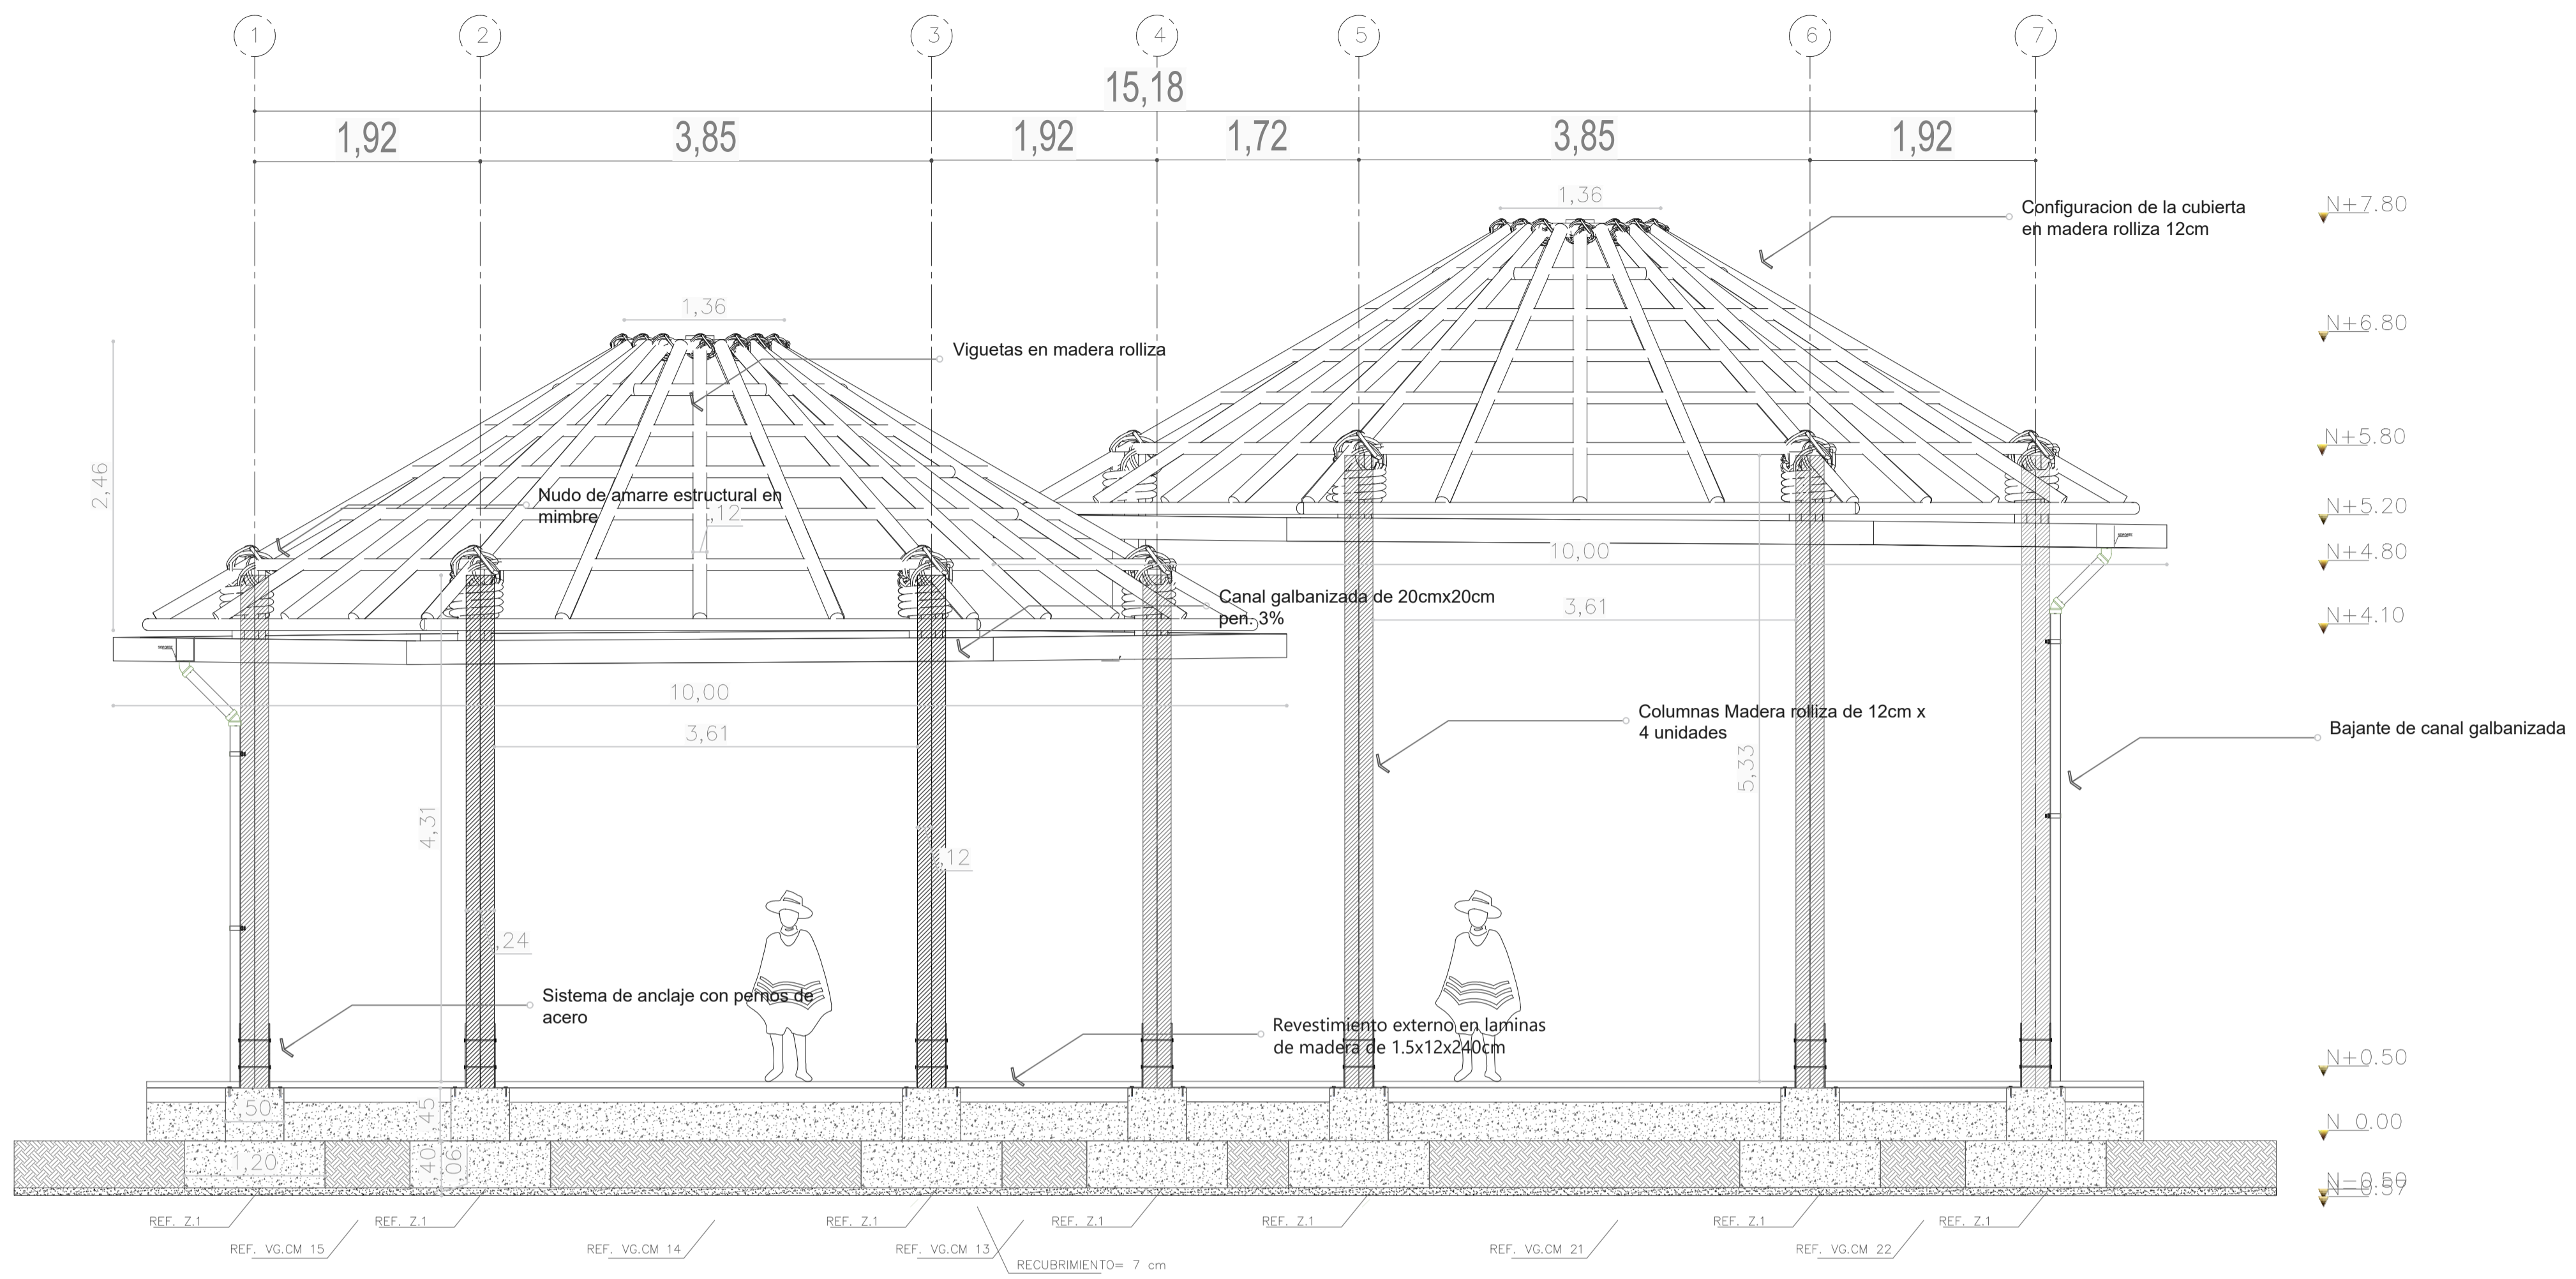 1 2 3 4 5 6 7
15,18
1,92 3,85 1,92 1,72 3,85 1,92
1,36
Configuracion de la cubierta
en madera rolliza 12cm
N+7.80
1,36
N+6.80
Viguetas en madera rolliza
N+5.80
2,46
Nudo de amarre estructural en
mimbre
,12
N+5.20
10,00
N+4.80
Canal galbanizada de 20cmx20cm
pen. 3%
3,61
N+4.10
10,00
3,61
Columnas Madera rolliza de 12cm x
4 unidades
Bajante de canal galbanizada
5,33
4,31
,12
,24
Sistema de anclaje con pernos de
acero
Revestimiento externo en laminas
de madera de 1.5x12x240cm
N+0.50
,50
,45
N 0.00
1,20
,40
,06
N-0.50
N-0.57
REF. Z.1 REF. Z.1 REF. Z.1 REF. Z.1 REF. Z.1 REF. Z.1 REF. Z.1
REF. VG.CM 15 REF. VG.CM 14 REF. VG.CM 13 REF. VG.CM 21 REF. VG.CM 22
RECUBRIMIENTO= 7 cm